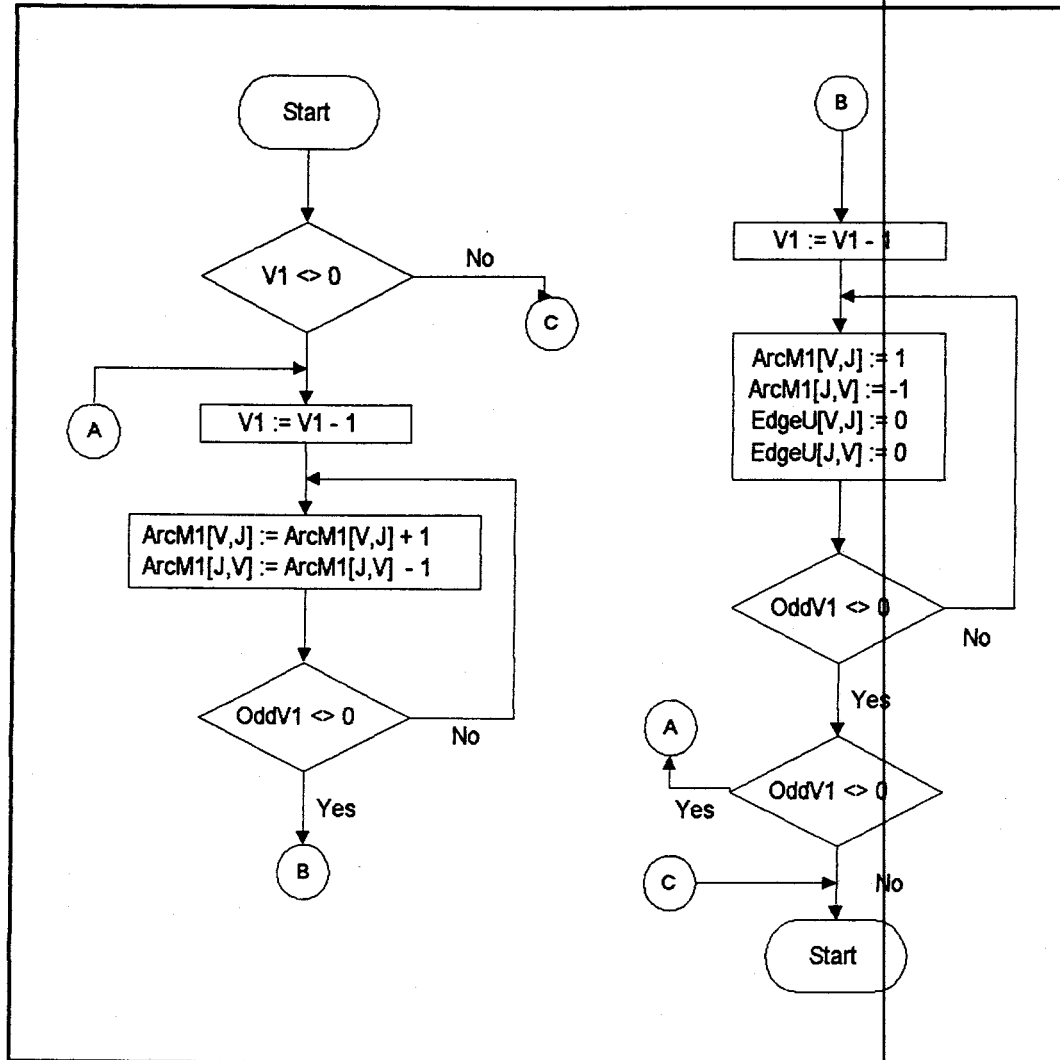 Start
V1 <> 0
No
C
A
V1 := V1 - 1
ArcM1[V,J] := ArcM1[V,J] + 1
ArcM1[J,V] := ArcM1[J,V] - 1
OddV1 <> 0
No
Yes
B
B
V1 := V1 - 1
ArcM1[V,J] := 1
ArcM1[J,V] := -1
EdgeU[V,J] := 0
EdgeU[J,V] := 0
OddV1 <> 0
No
Yes
A
OddV1 <> 0
Yes
C
No
Start